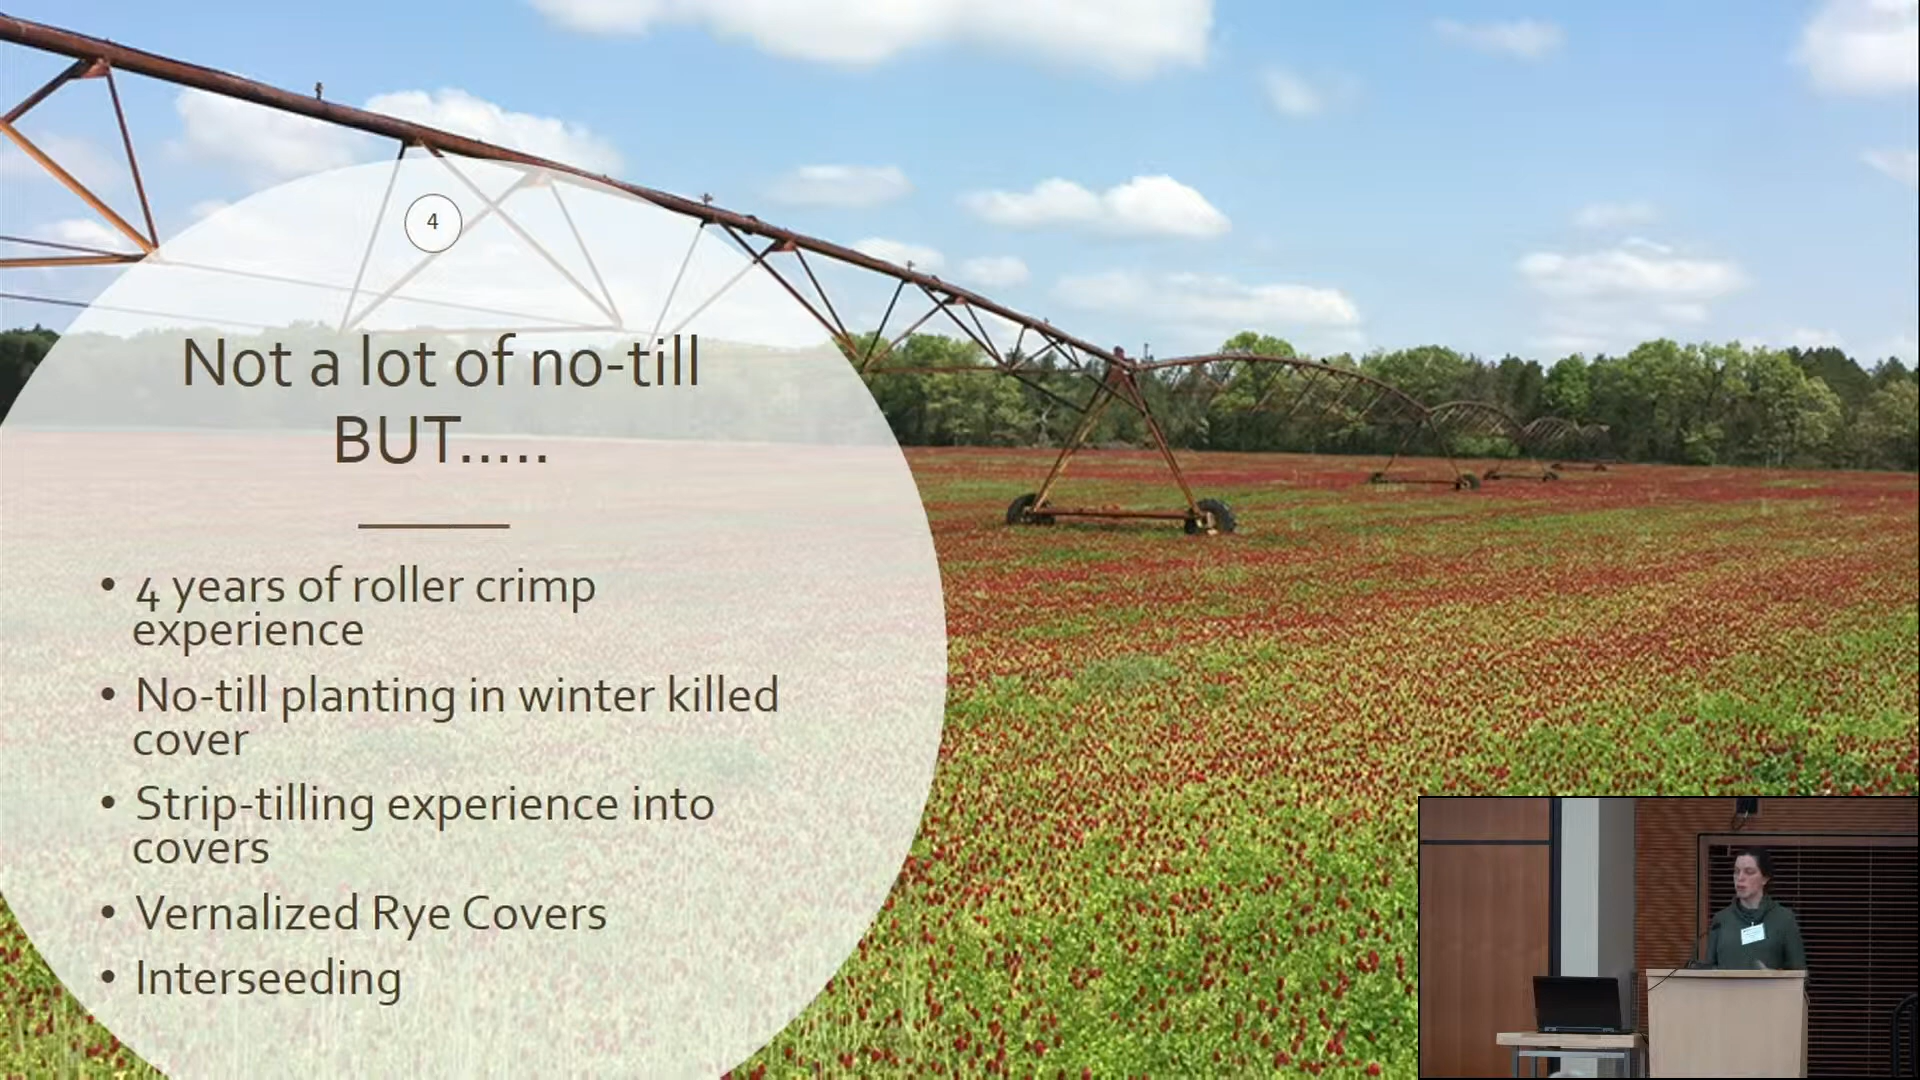 4
Not a lot of no-till
BUT.....
• 4 years of roller crimp
experience
• No-till planting in winter killed
cover
• Strip-tilling experience into
covers
• Vernalized Rye Covers
• Interseeding